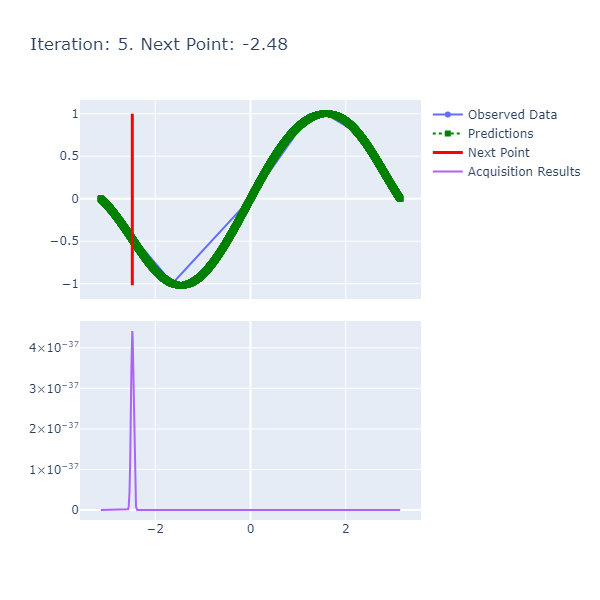 Iteration: 5. Next Point: -2.48
1
0.5
0
−0.5
−1
Observed Data
Predictions
Next Point
Acquisition Results
4×10⁻³⁷
3×10⁻³⁷
2×10⁻³⁷
1×10⁻³⁷
0
−2 0 2